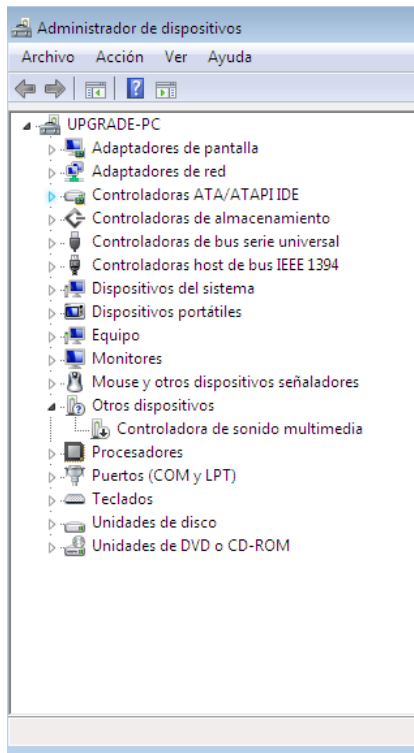 Administrador de dispositivos
Archivo Acción Ver Ayuda
UPGRADE-PC
Adaptadores de pantalla
Adaptadores de red
Controladoras ATA/ATAPI IDE
Controladoras de almacenamiento
Controladoras de bus serie universal
Controladoras host de bus IEEE 1394
Dispositivos del sistema
Dispositivos portátiles
Equipo
Monitores
Mouse y otros dispositivos señaladores
Otros dispositivos
Controladora de sonido multimedia
Procesadores
Puertos (COM y LPT)
Teclados
Unidades de disco
Unidades de DVD o CD-ROM